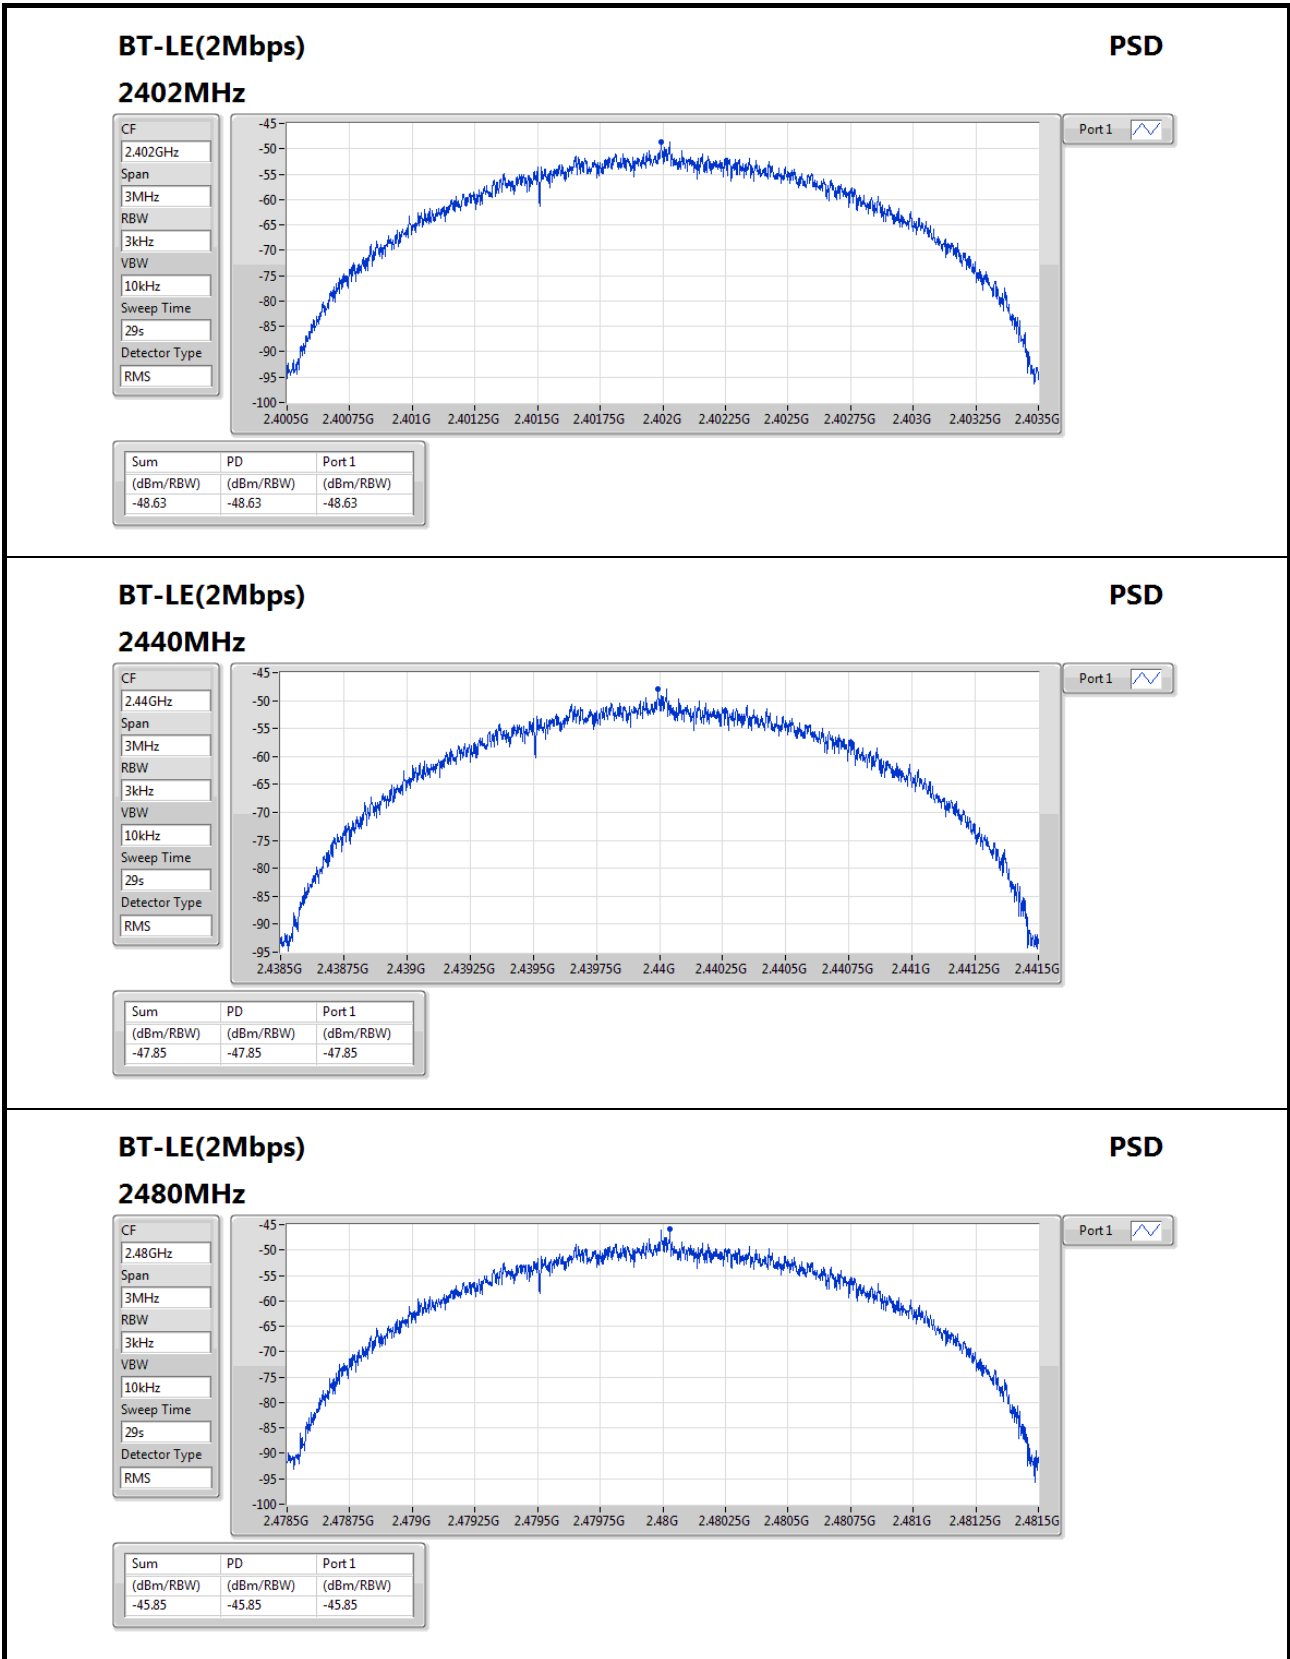 BT-LE(2Mbps) PSD
2402MHz
CF
2.402GHz
Span
3MHz
RBW
3kHz
VBW
10kHz
Sweep Time
29s
Detector Type
RMS
-45
-50
-55
-60
-65
-70
-75
-80
-85
-90
-95
-100
2.4005G 2.40075G 2.401G 2.40125G 2.4015G 2.40175G 2.402G 2.40225G 2.4025G 2.40275G 2.403G 2.40325G 2.4035G
Port 1
Sum PD Port 1
(dBm/RBW) (dBm/RBW) (dBm/RBW)
-48.63 -48.63 -48.63
BT-LE(2Mbps) PSD
2440MHz
CF
2.44GHz
Span
3MHz
RBW
3kHz
VBW
10kHz
Sweep Time
29s
Detector Type
RMS
-45
-50
-55
-60
-65
-70
-75
-80
-85
-90
-95
2.4385G 2.43875G 2.439G 2.43925G 2.4395G 2.43975G 2.44G 2.44025G 2.4405G 2.44075G 2.441G 2.44125G 2.4415G
Port 1
Sum PD Port 1
(dBm/RBW) (dBm/RBW) (dBm/RBW)
-47.85 -47.85 -47.85
BT-LE(2Mbps) PSD
2480MHz
CF
2.48GHz
Span
3MHz
RBW
3kHz
VBW
10kHz
Sweep Time
29s
Detector Type
RMS
-45
-50
-55
-60
-65
-70
-75
-80
-85
-90
-95
-100
2.4785G 2.47875G 2.479G 2.47925G 2.4795G 2.47975G 2.48G 2.48025G 2.4805G 2.48075G 2.481G 2.48125G 2.4815G
Port 1
Sum PD Port 1
(dBm/RBW) (dBm/RBW) (dBm/RBW)
-45.85 -45.85 -45.85